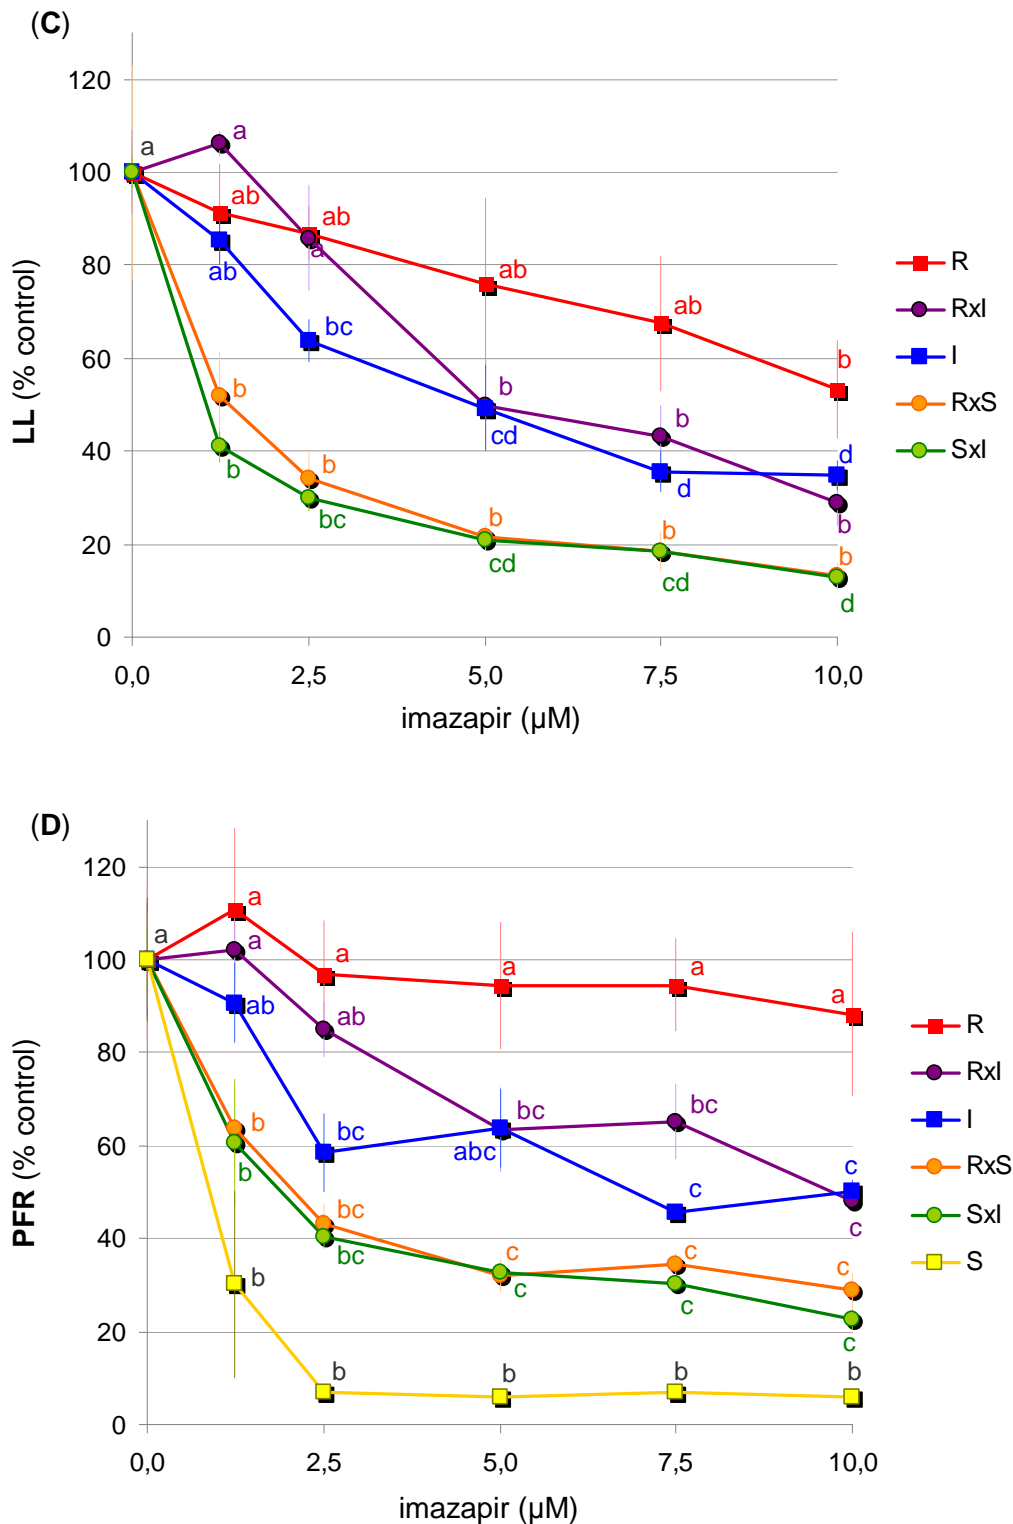 (C)
120
100
80
60
40
20
0
LL (% control)
a
a
ab
ab
ab
a
bc
ab
ab
b
b
b
b
bc
b
cd
b
cd
b
d
b
cd
b
d
b
b
d
0,0
2,5
5,0
7,5
10,0
imazapir (µM)
R
RxI
I
RxS
SxI
(D)
120
100
80
60
40
20
0
PFR (% control)
a
a
a
ab
b
b
b
a
ab
bc
bc
bc
b
a
bc
abc
c
c
b
a
bc
c
c
c
b
a
c
c
c
c
b
0,0
2,5
5,0
7,5
10,0
imazapir (µM)
R
RxI
I
RxS
SxI
S